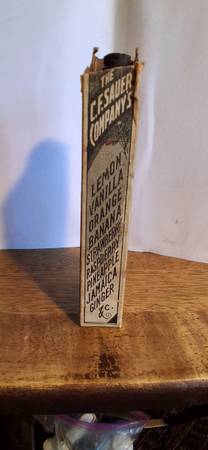 THE
C.F. SAUER
COMPANY'S
LEMON
VANILLA
ORANGE
BANANA
STRAWBERRY
RASPBERRY
PINEAPPLE
JAMAICA
GINGER
&C.